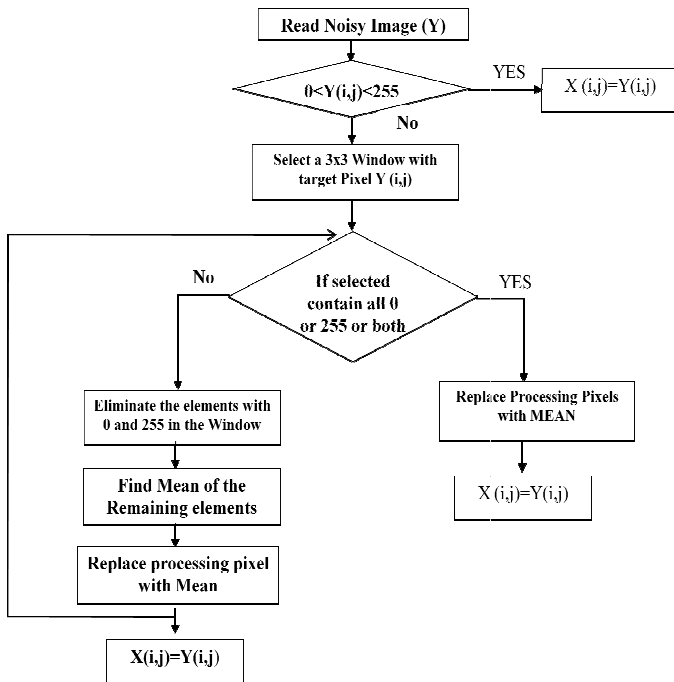 Read Noisy Image (Y)
0<Y(i,j)<255
YES
X (i,j)=Y(i,j)
No
Select a 3x3 Window with
target Pixel Y (i,j)
If selected
contain all 0
or 255 or both
No
YES
Eliminate the elements with
0 and 255 in the Window
Find Mean of the
Remaining elements
Replace processing pixel
with Mean
X(i,j)=Y(i,j)
Replace Processing Pixels
with MEAN
X (i,j)=Y(i,j)